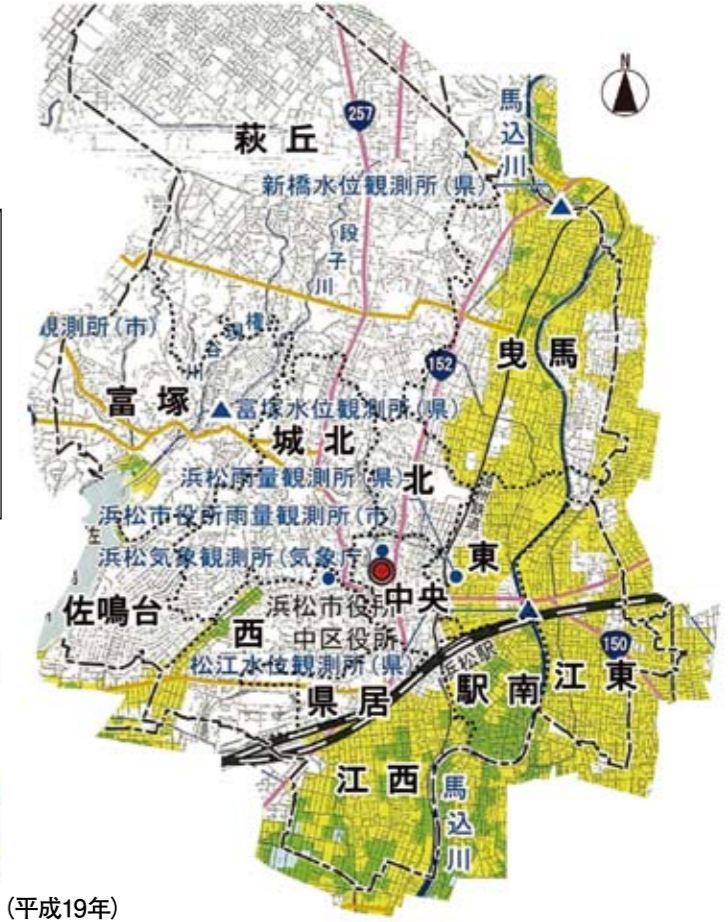 N
257
馬込川
萩丘
新橋水位観測所(県)
段子川
観測所(市)
152
曳馬
富塚
富塚水位観測所(県)
城北
浜松雨量観測所(県)
北
浜松市役所雨量観測所(市)
浜松気象観測所(気象庁)
東
佐鳴台
中央
浜松市役所
西
中区役所
松江水位観測所(県)
浜松駅
150
県居
駅南
江東
江西
馬込川
(平成19年)